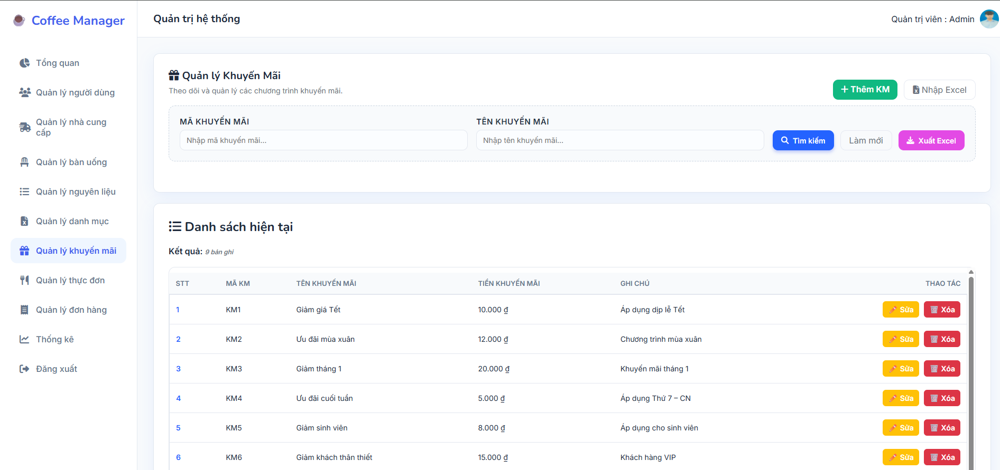 Coffee Manager
Quản trị hệ thống
Quản trị viên : Admin
Tổng quan
Quản lý người dùng
Quản lý nhà cung
cấp
Quản lý bàn uống
Quản lý nguyên liệu
Quản lý danh mục
Quản lý khuyến mãi
Quản lý thực đơn
Quản lý đơn hàng
Thống kê
Đăng xuất
Quản lý Khuyến Mãi
Theo dõi và quản lý các chương trình khuyến mãi.
Thêm KM
Nhập Excel
MÃ KHUYẾN MÃI
TÊN KHUYẾN MÃI
Nhập mã khuyến mãi...
Nhập tên khuyến mãi...
Tìm kiếm
Làm mới
Xuất Excel
Danh sách hiện tại
Kết quả: 9 bản ghi
STT MÃ KM TÊN KHUYẾN MÃI TIỀN KHUYẾN MÃI GHI CHÚ THAO TÁC
1 KM1 Giảm giá Tết 10.000 ₫ Áp dụng dịp lễ Tết Sửa Xóa
2 KM2 Ưu đãi mùa xuân 12.000 ₫ Chương trình mùa xuân Sửa Xóa
3 KM3 Giảm tháng 1 20.000 ₫ Khuyến mãi tháng 1 Sửa Xóa
4 KM4 Ưu đãi cuối tuần 5.000 ₫ Áp dụng Thứ 7 – CN Sửa Xóa
5 KM5 Giảm sinh viên 8.000 ₫ Áp dụng cho sinh viên Sửa Xóa
6 KM6 Giảm khách thân thiết 15.000 ₫ Khách hàng VIP Sửa Xóa